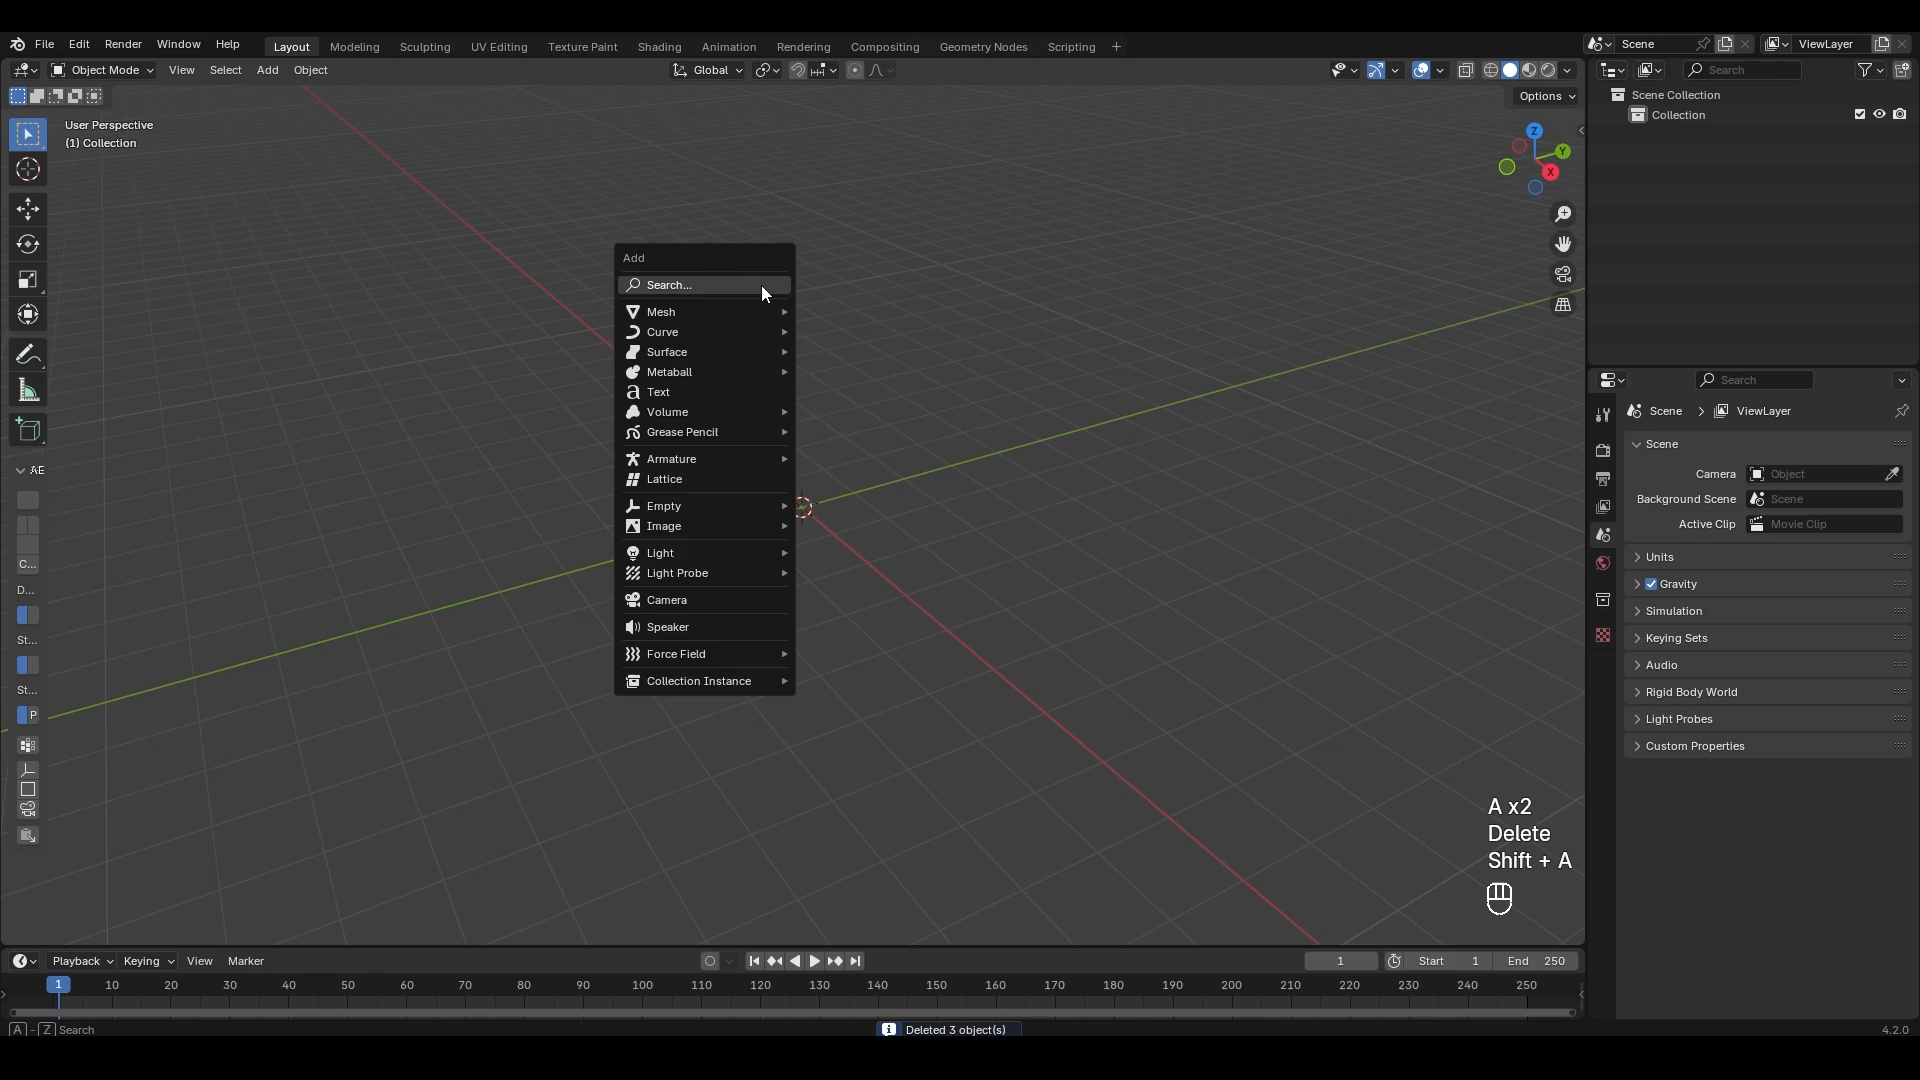 File Edit Render Window Help Layout Modeling Sculpting UV Editing Texture Paint Shading Animation Rendering Compositing Geometry Nodes Scripting + Scene ViewLayer
Object Mode View Select Add Object Global Search
Options
User Perspective
(1) Collection
Z
Y
X
Scene Collection
Collection
Add
Search...
Mesh
Curve
Surface
Metaball
Text
Volume
Grease Pencil
Armature
Lattice
Empty
Image
Light
Light Probe
Camera
Speaker
Force Field
Collection Instance
C...
D...
St...
St...
P
Search
Scene ViewLayer
Scene
Camera Object
Background Scene Scene
Active Clip Movie Clip
Units
Gravity
Simulation
Keying Sets
Audio
Rigid Body World
Light Probes
Custom Properties
A x2
Delete
Shift + A
Playback Keying View Marker 1 Start 1 End 250
1 10 20 30 40 50 60 70 80 90 100 110 120 130 140 150 160 170 180 190 200 210 220 230 240 250
A - Z Search Deleted 3 object(s) 4.2.0